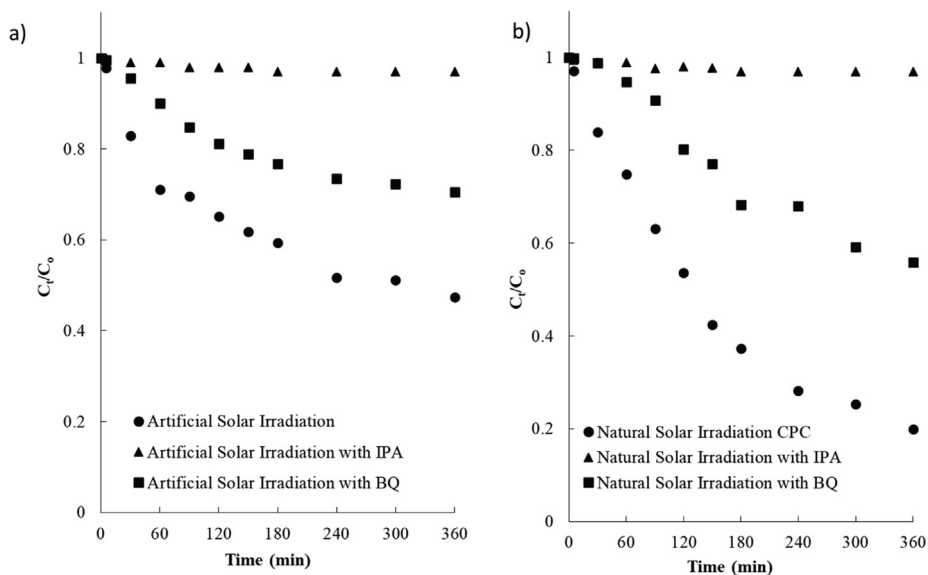 a)
1
0.8
0.6
0.4
0.2
0
Cₜ/Cₒ
Artificial Solar Irradiation
Artificial Solar Irradiation with IPA
Artificial Solar Irradiation with BQ
0 60 120 180 240 300 360
Time (min)
b)
1
0.8
0.6
0.4
0.2
0
Cₜ/Cₒ
Natural Solar Irradiation CPC
Natural Solar Irradiation with IPA
Natural Solar Irradiation with BQ
0 60 120 180 240 300 360
Time (min)